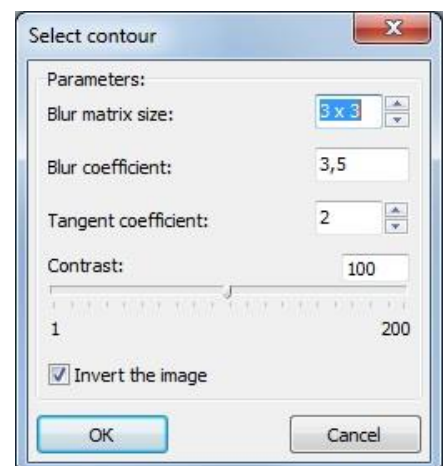 Select contour
Parameters:
Blur matrix size: 3 x 3
Blur coefficient: 3,5
Tangent coefficient: 2
Contrast: 100
1 200
Invert the image
OK Cancel